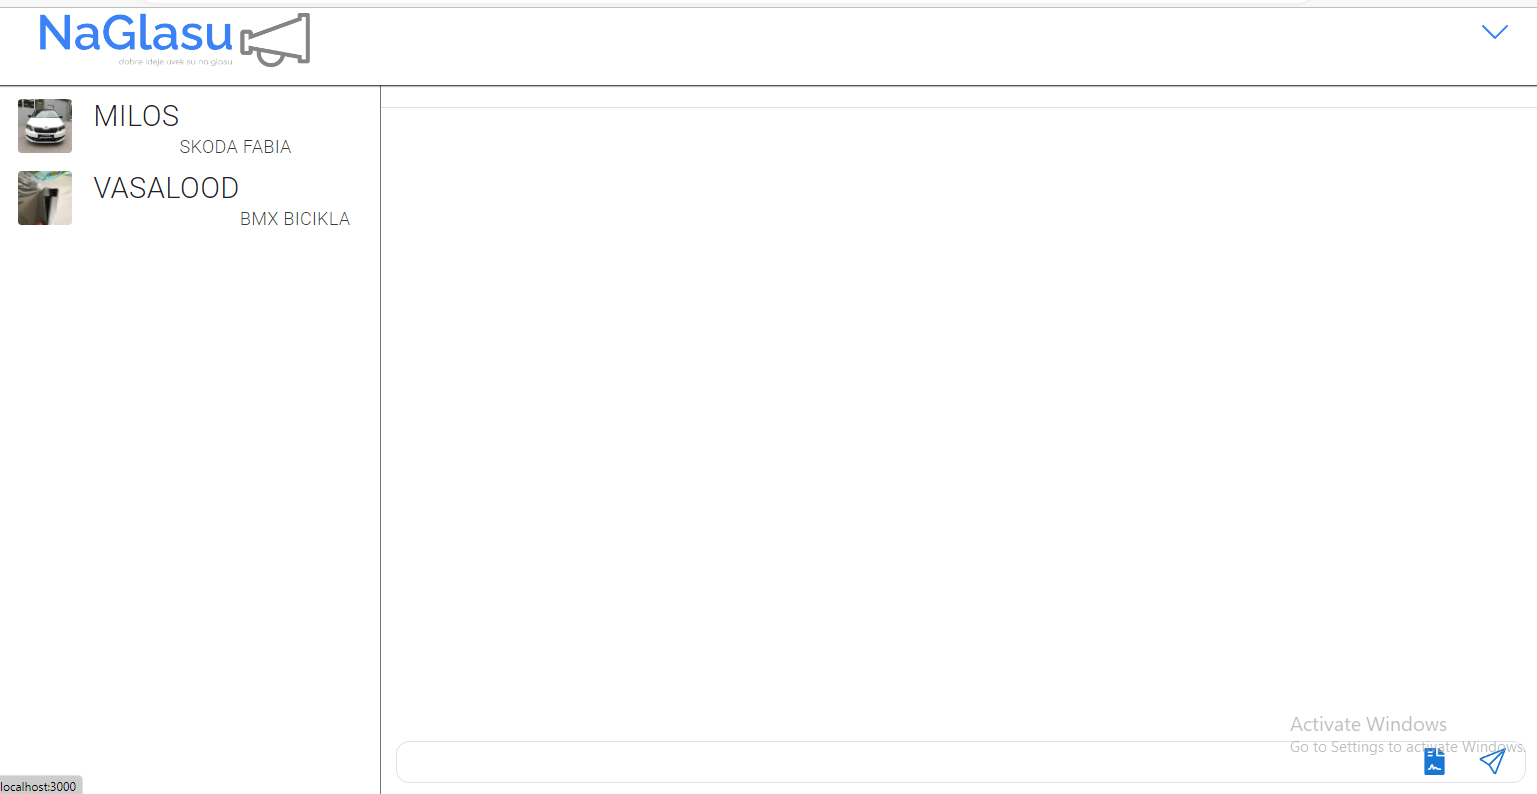 NaGlasu
dobre ideje uvek su na glasu
MILOS
SKODA FABIA
VASALOOD
BMX BICIKLA
Activate Windows
Go to Settings to activate Windows.
localhost:3000